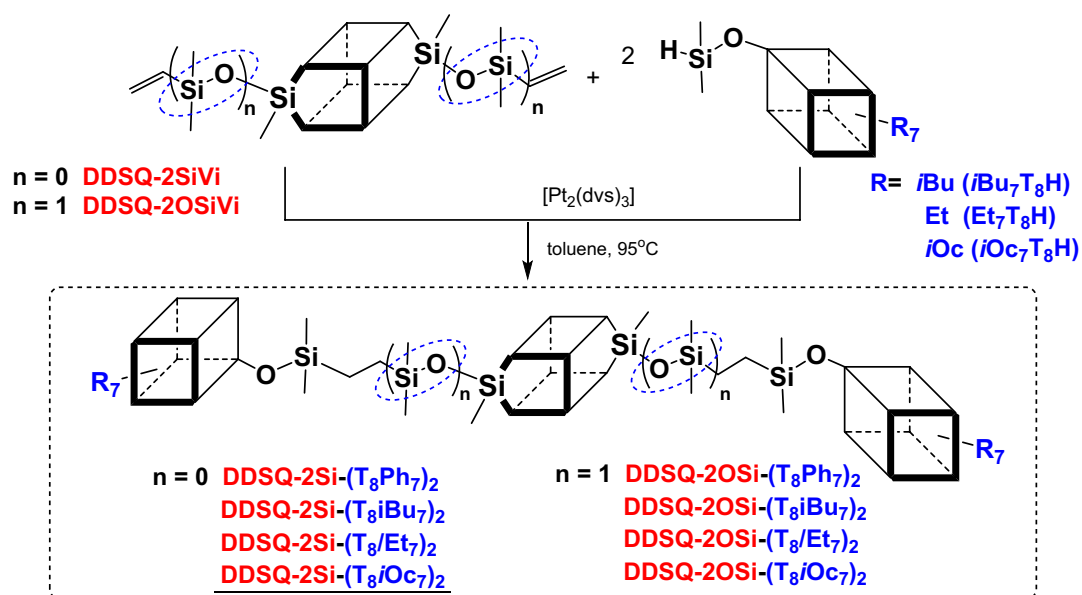 Si O n Si Si O Si n + 2 H Si O R7
n = 0 DDSQ-2SiVi
n = 1 DDSQ-2OSiVi
R= iBu (iBu7T8H)
Et (Et7T8H)
iOc (iOc7T8H)
[Pt2(dvs)3]
toluene, 95oC
R7 O Si Si O n Si Si O Si n Si O R7
n = 0 DDSQ-2Si-(T8Ph7)2
DDSQ-2Si-(T8iBu7)2
DDSQ-2Si-(T8/Et7)2
DDSQ-2Si-(T8iOc7)2
n = 1 DDSQ-2OSi-(T8Ph7)2
DDSQ-2OSi-(T8iBu7)2
DDSQ-2OSi-(T8/Et7)2
DDSQ-2OSi-(T8iOc7)2